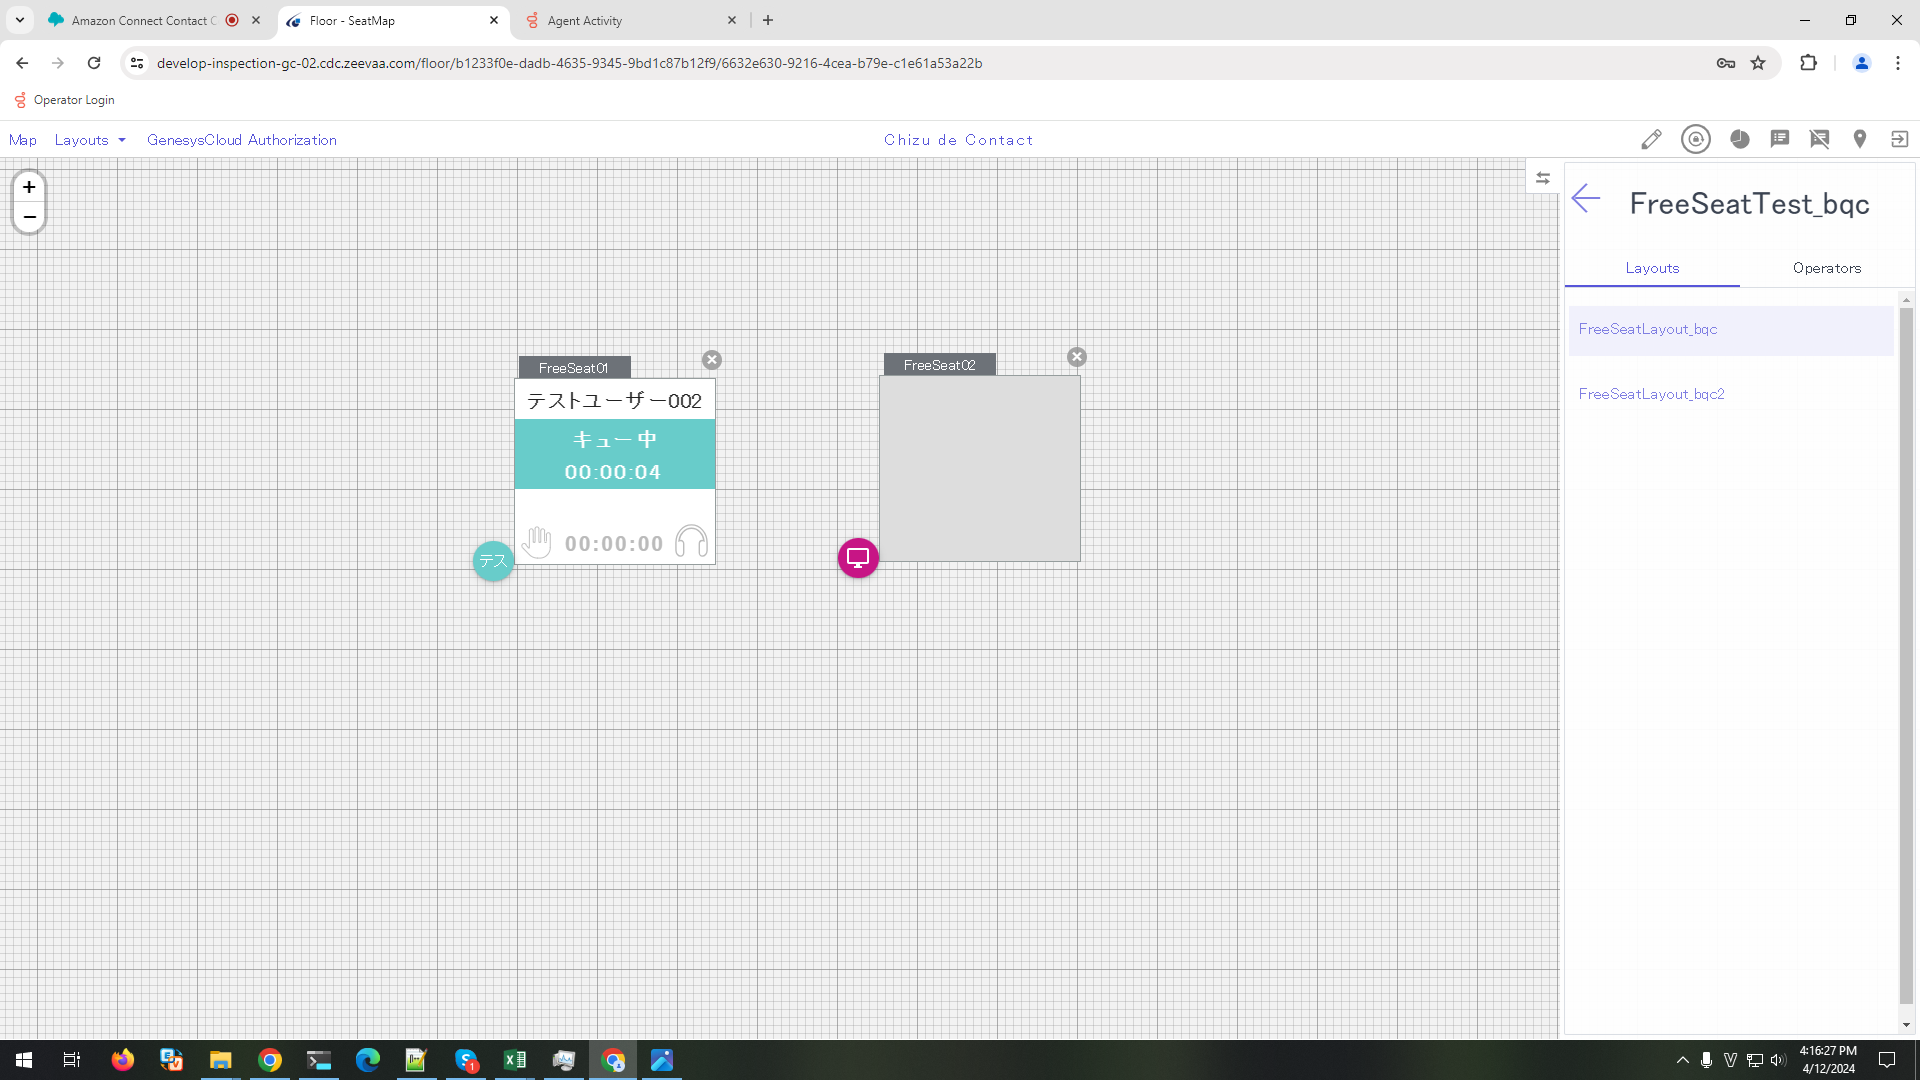 Amazon Connect Contact C
Floor - SeatMap
Agent Activity
develop-inspection-gc-02.cdc.zeevaa.com/floor/b1233f0e-dadb-4635-9345-9bd1c87b12f9/6632e630-9216-4cea-b79e-c1e61a53a22b
Operator Login
Map Layouts GenesysCloud Authorization
Chizu de Contact
+
−
FreeSeatTest_bqc
Layouts Operators
FreeSeatLayout_bqc
FreeSeatLayout_bqc2
FreeSeat01
テストユーザー002
キュー中
00:00:04
00:00:00
テス
FreeSeat02
1
4:16:27 PM
4/12/2024